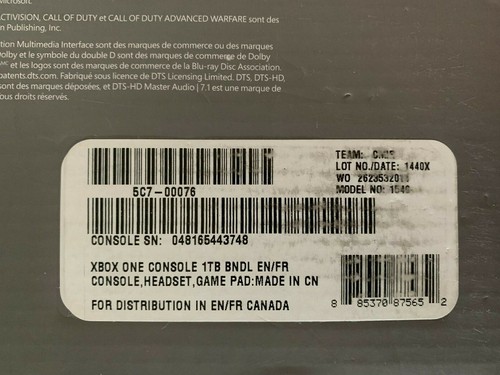 Microsoft.
ACTIVISION, CALL OF DUTY et CALL OF DUTY ADVANCED WARFARE sont des
n Publishing, Inc.
tion Multimedia Interface sont des marques de commerce ou des marques
Dolby et le symbole du double D sont des marques de commerce de Dolby
MC et les logos sont des marques de commerce de la Blu-ray Disc Association.
patents.dts.com. Fabriqué sous licence de DTS Licensing Limited. DTS, DTS-HD,
sont des marques déposées, et DTS-HD Master Audio | 7.1 est une marque de
ous droits réservés.
TEAM:
LOT NO./DATE: 1440X
5C7-00076
WO
MODEL NO: 1540
CONSOLE SN: 048165443748
XBOX ONE CONSOLE 1TB BNDL EN/FR
CONSOLE,HEADSET,GAME PAD:MADE IN CN
FOR DISTRIBUTION IN EN/FR CANADA
8 85370 87565 2